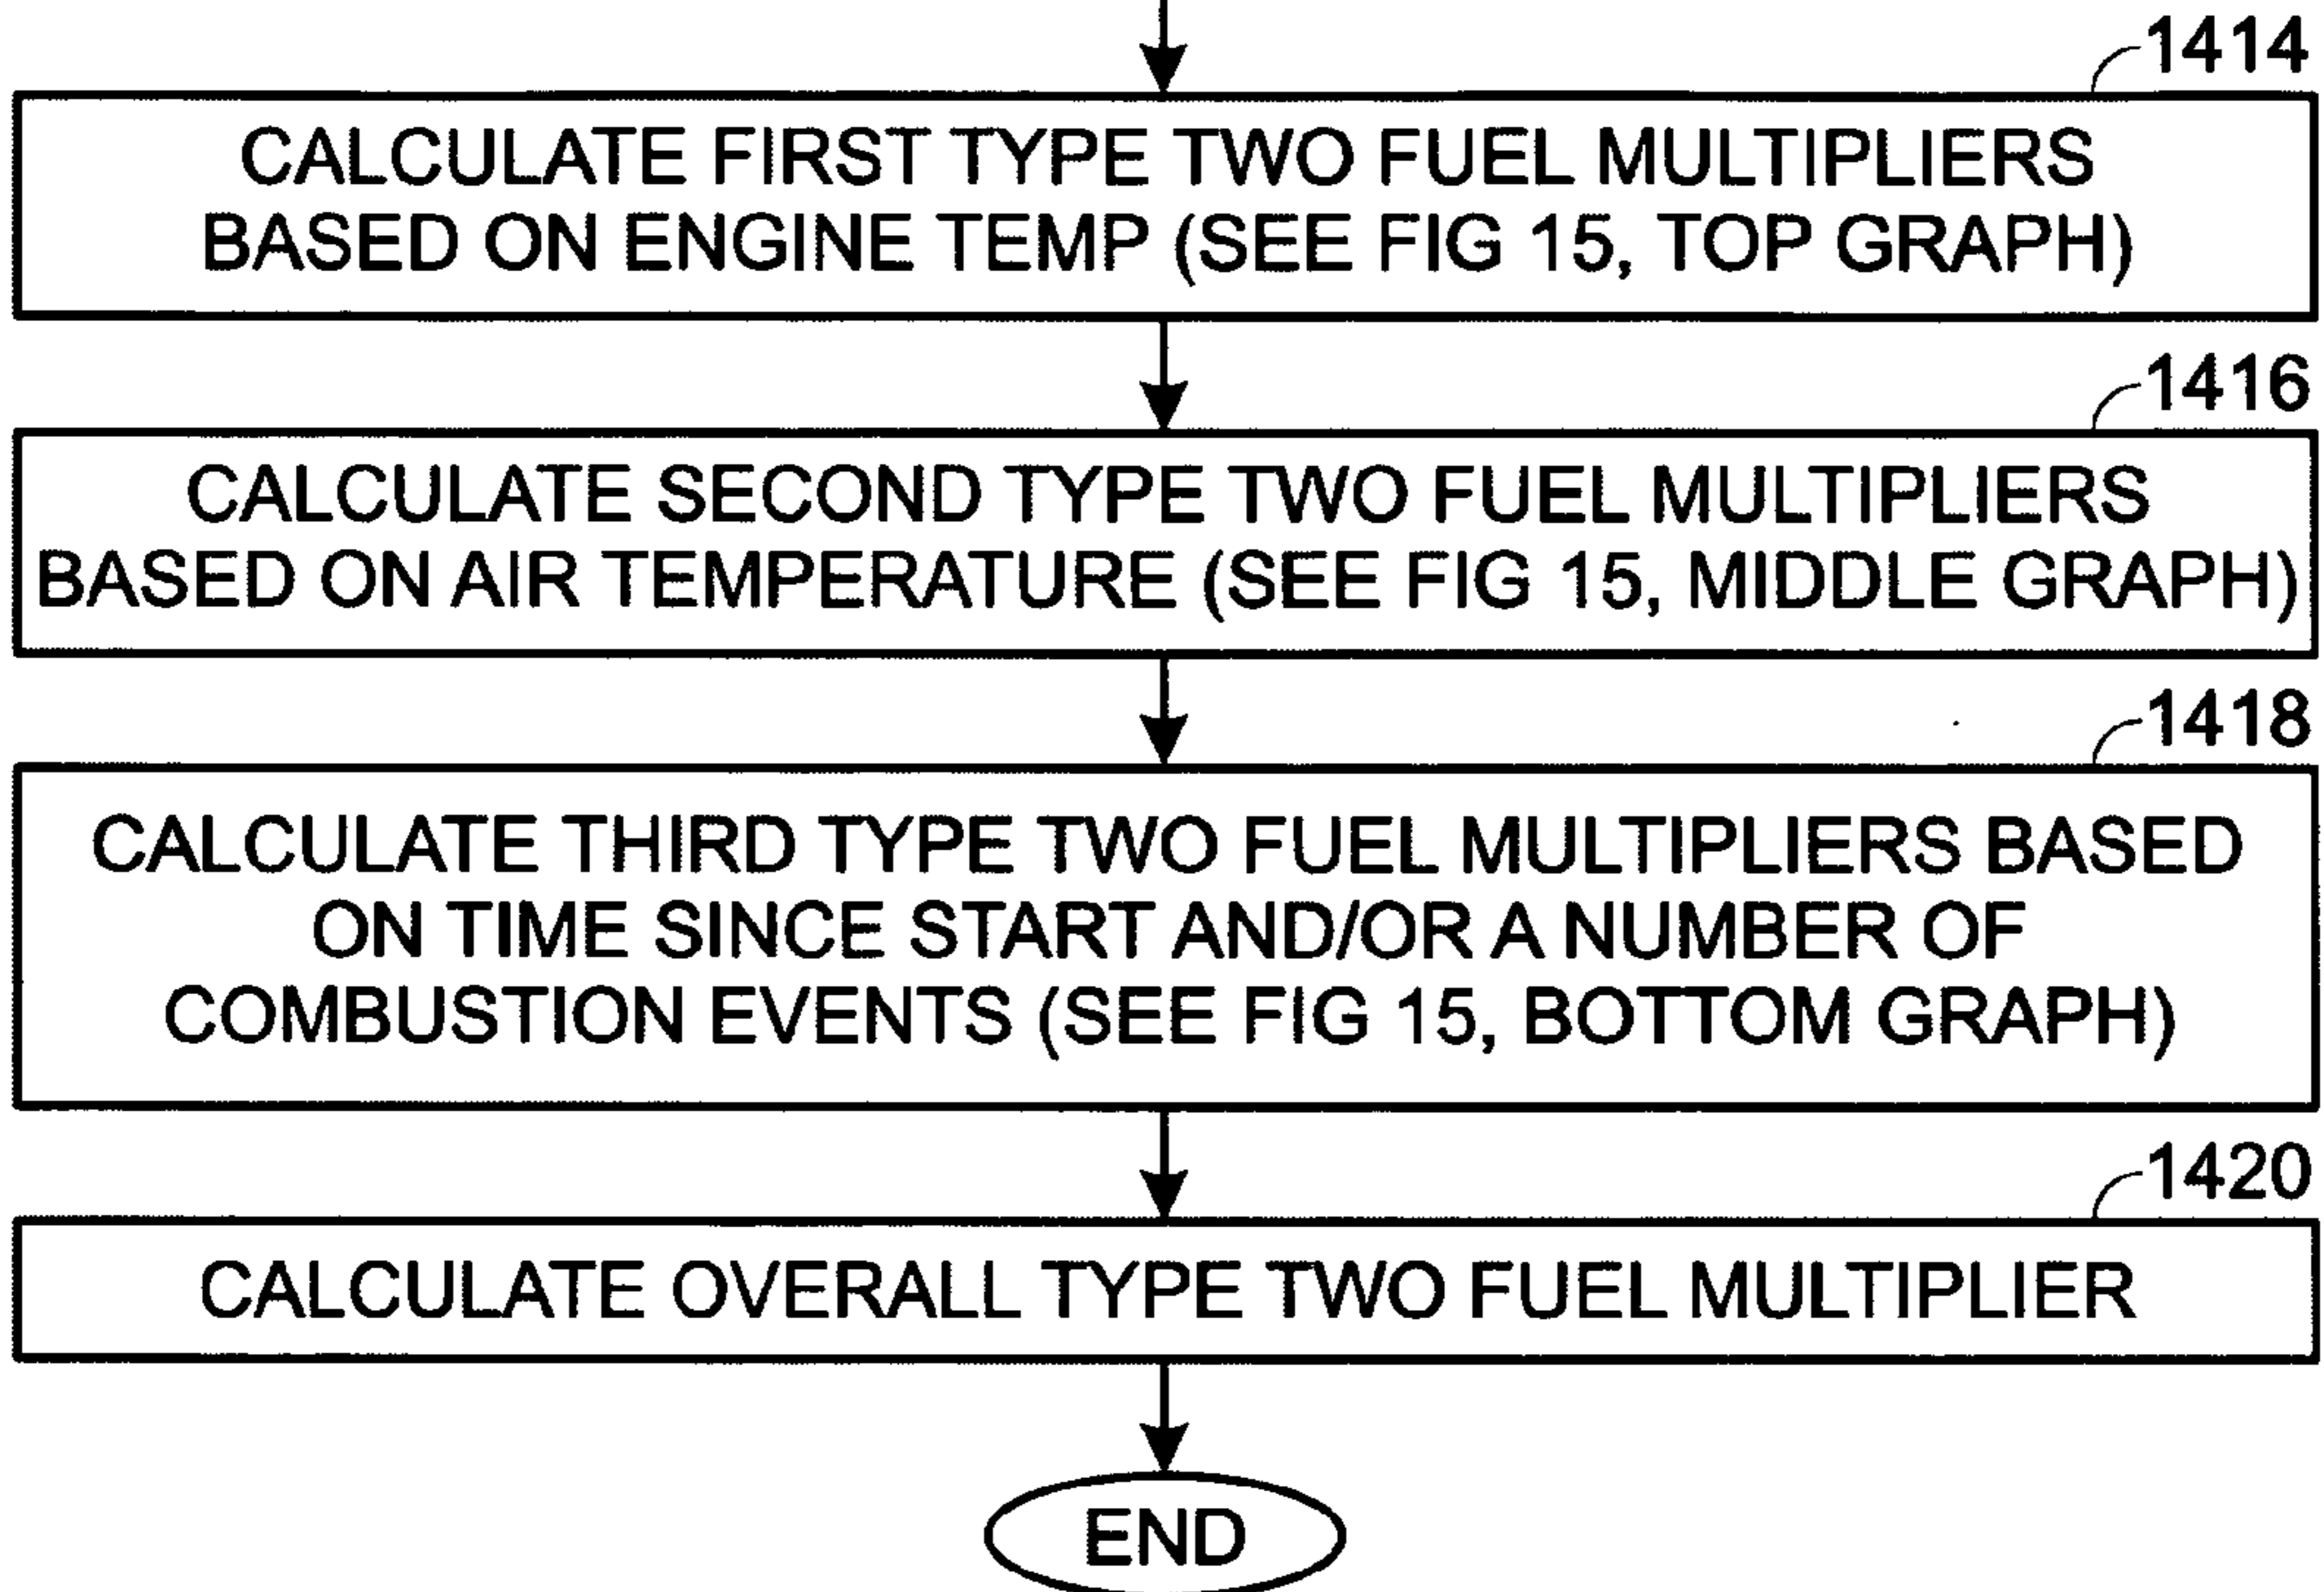 1414
CALCULATE FIRST TYPE TWO FUEL MULTIPLIERS
BASED ON ENGINE TEMP (SEE FIG 15, TOP GRAPH)
1416
CALCULATE SECOND TYPE TWO FUEL MULTIPLIERS
BASED ON AIR TEMPERATURE (SEE FIG 15, MIDDLE GRAPH)
1418
CALCULATE THIRD TYPE TWO FUEL MULTIPLIERS BASED
ON TIME SINCE START AND/OR A NUMBER OF
COMBUSTION EVENTS (SEE FIG 15, BOTTOM GRAPH)
1420
CALCULATE OVERALL TYPE TWO FUEL MULTIPLIER
END